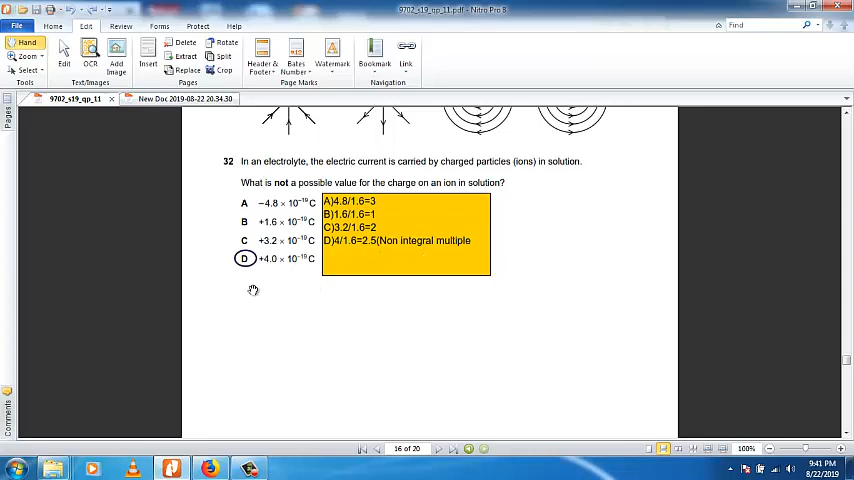 9702_s19_qp_11.pdf - Nitro Pro 8
File Home Edit Forms Protect Help
Find
Hand
Zoom
Select
Tools
Edit
OCR
Add Image
Text/Images
Insert
Delete
Extract
Replace
Rotate
Split
Crop
Pages
Header & Footer
Bates Number
Watermark
Page Marks
Bookmark
Link
Navigation
9702_s19_qp_11
New Doc 2019-08-22 20.34.30
Pages
32 In an electrolyte, the electric current is carried by charged particles (ions) in solution.
What is not a possible value for the charge on an ion in solution?
A −4.8 × 10⁻¹⁹ C
B +1.6 × 10⁻¹⁹ C
C +3.2 × 10⁻¹⁹ C
D +4.0 × 10⁻¹⁹ C
A)4.8/1.6=3
B)1.6/1.6=1
C)3.2/1.6=2
D)4/1.6=2.5(Non integral multiple
Comments
16 of 20
100%
9:41 PM
8/22/2019